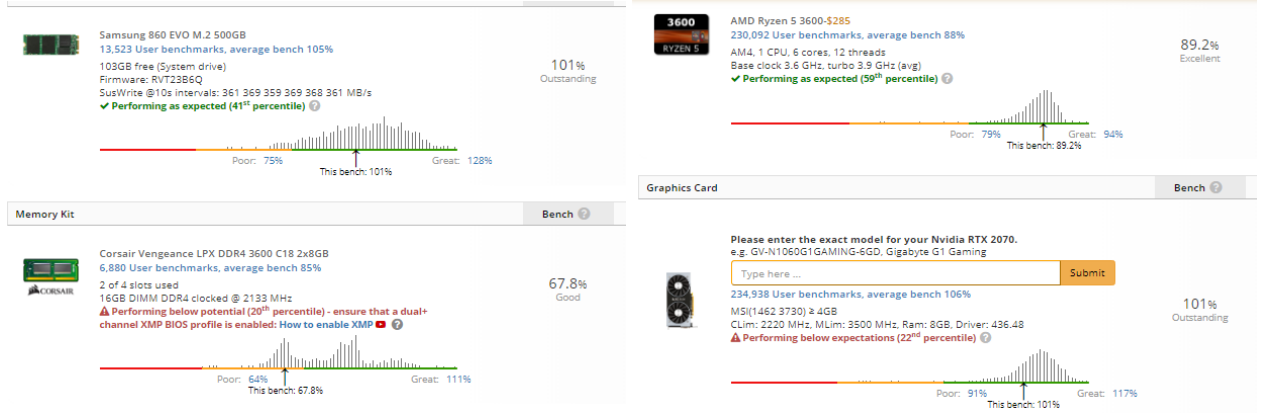 Samsung 860 EVO M.2 500GB
13,523 User benchmarks, average bench 105%
103GB free (System drive)
Firmware: RVT23B6Q
SusWrite @10s intervals: 361 369 359 369 368 361 MB/s
✔ Performing as expected (41st percentile) ?
101%
Outstanding
Poor: 75%
Great: 128%
This bench: 101%
Memory Kit
Bench ?
CORSAIR
Corsair Vengeance LPX DDR4 3600 C18 2x8GB
6,880 User benchmarks, average bench 85%
2 of 4 slots used
16GB DIMM DDR4 clocked @ 2133 MHz
Performing below potential (20th percentile) - ensure that a dual+
channel XMP BIOS profile is enabled: How to enable XMP ?
67.8%
Good
Poor: 64%
Great: 111%
This bench: 67.8%
3600
RYZEN 5
AMD Ryzen 5 3600-$285
230,092 User benchmarks, average bench 88%
AM4, 1 CPU, 6 cores, 12 threads
Base clock 3.6 GHz, turbo 3.9 GHz (avg)
✔ Performing as expected (59th percentile) ?
89.2%
Excellent
Poor: 79%
Great: 94%
This bench: 89.2%
Graphics Card
Bench ?
Please enter the exact model for your Nvidia RTX 2070.
e.g. GV-N1060G1GAMING-6GD, Gigabyte G1 Gaming
Type here ...
Submit
234,938 User benchmarks, average bench 106%
MSI(1462 3730) ≥ 4GB
CLim: 2220 MHz, MLim: 3500 MHz, Ram: 8GB, Driver: 436.48
Performing below expectations (22nd percentile) ?
101%
Outstanding
Poor: 91%
Great: 117%
This bench: 101%